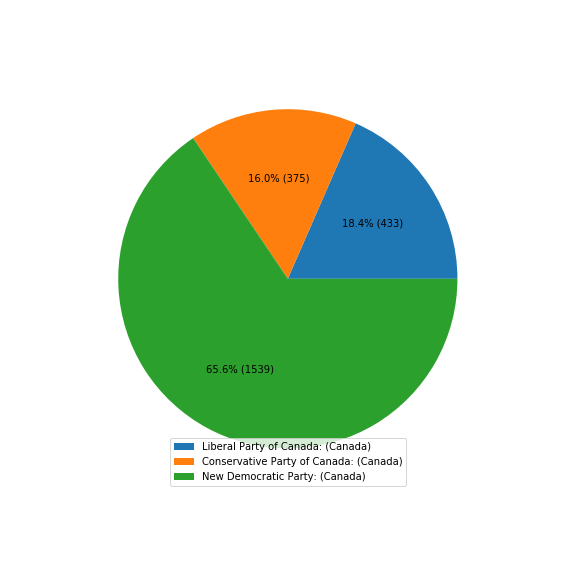 16.0% (375)
18.4% (433)
65.6% (1539)
Liberal Party of Canada: (Canada)
Conservative Party of Canada: (Canada)
New Democratic Party: (Canada)